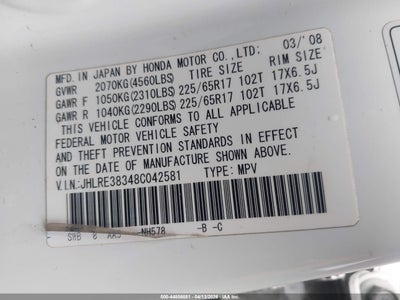 MFD. IN JAPAN BY HONDA MOTOR CO., LTD: 03/'08
GVWR 2070KG(4560LBS) TIRE SIZE RIM SIZE
GAWR F 1050KG(2310LBS) 225/65R17 102T 17X6.5J
GAWR R 1040KG(2290LBS) 225/65R17 102T 17X6.5J
THIS VEHICLE CONFORMS TO ALL APPLICABLE
FEDERAL MOTOR VEHICLE SAFETY
AND THEFT PREVENTION STANDARDS IN EFFECT
ON THE DATE OF MANUFACTURE SHOWN ABOVE.
V.I.N: JHLRE38348C042581 TYPE: MPV
NH578 -B -C